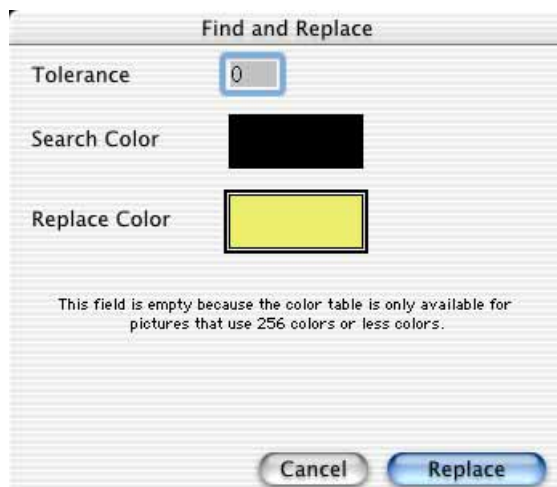 Find and Replace
Tolerance 0
Search Color
Replace Color
This field is empty because the color table is only available for
pictures that use 256 colors or less colors.
Cancel Replace